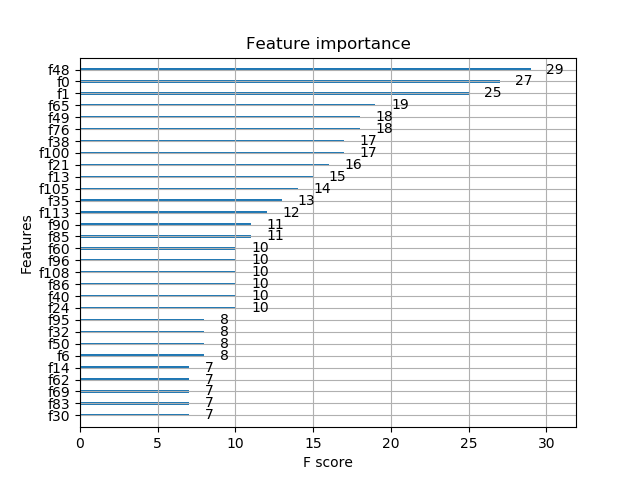 Feature importance
f48 29
f0 27
f1 25
f65 19
f49 18
f76 18
f38 17
f100 17
f21 16
f13 15
f105 14
f35 13
f113 12
f90 11
f85 11
f60 10
f96 10
f108 10
f86 10
f40 10
f24 10
f95 8
f32 8
f50 8
f6 8
f14 7
f62 7
f69 7
f83 7
f30 7
Features
0 5 10 15 20 25 30
F score